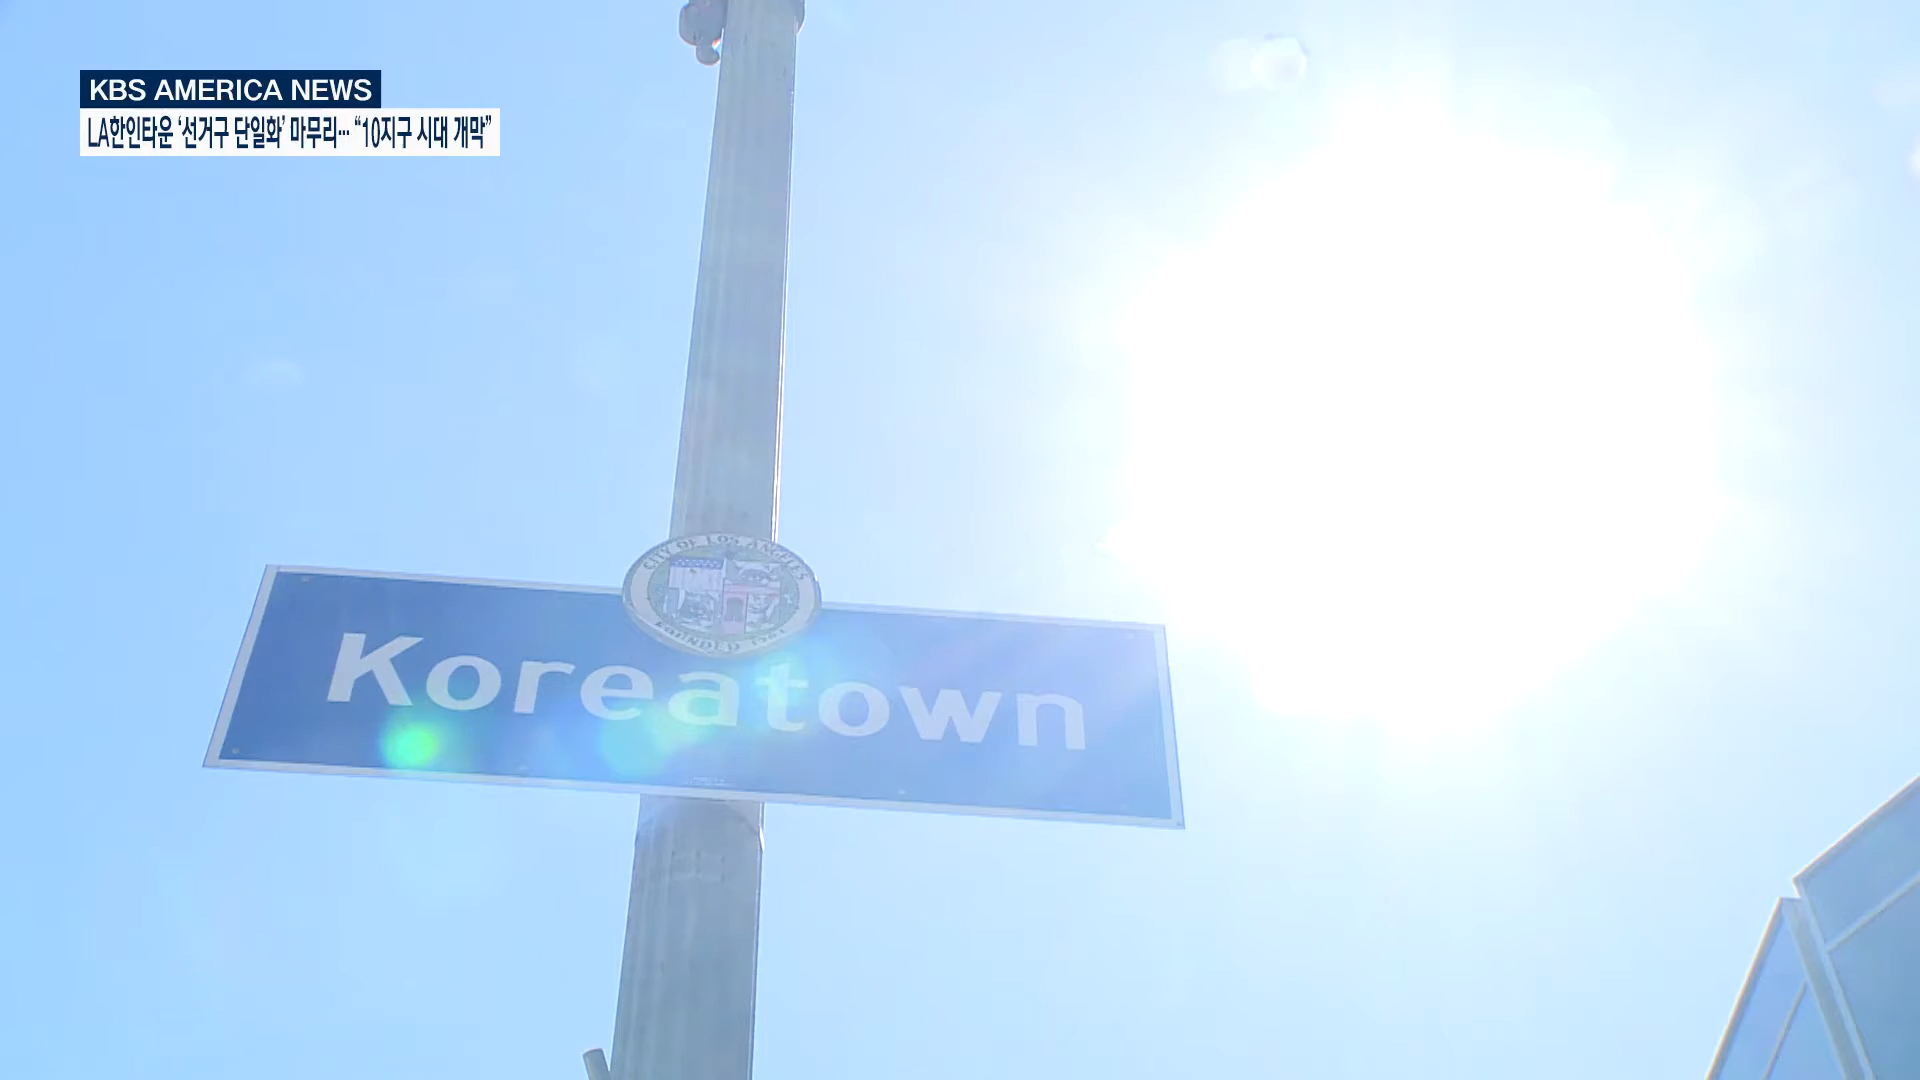 KBS AMERICA NEWS
LA한인타운 ‘선거구 단일화’ 마무리… “10지구 시대 개막”
CITY OF LOS ANGELES
FOUNDED 1781
Koreatown